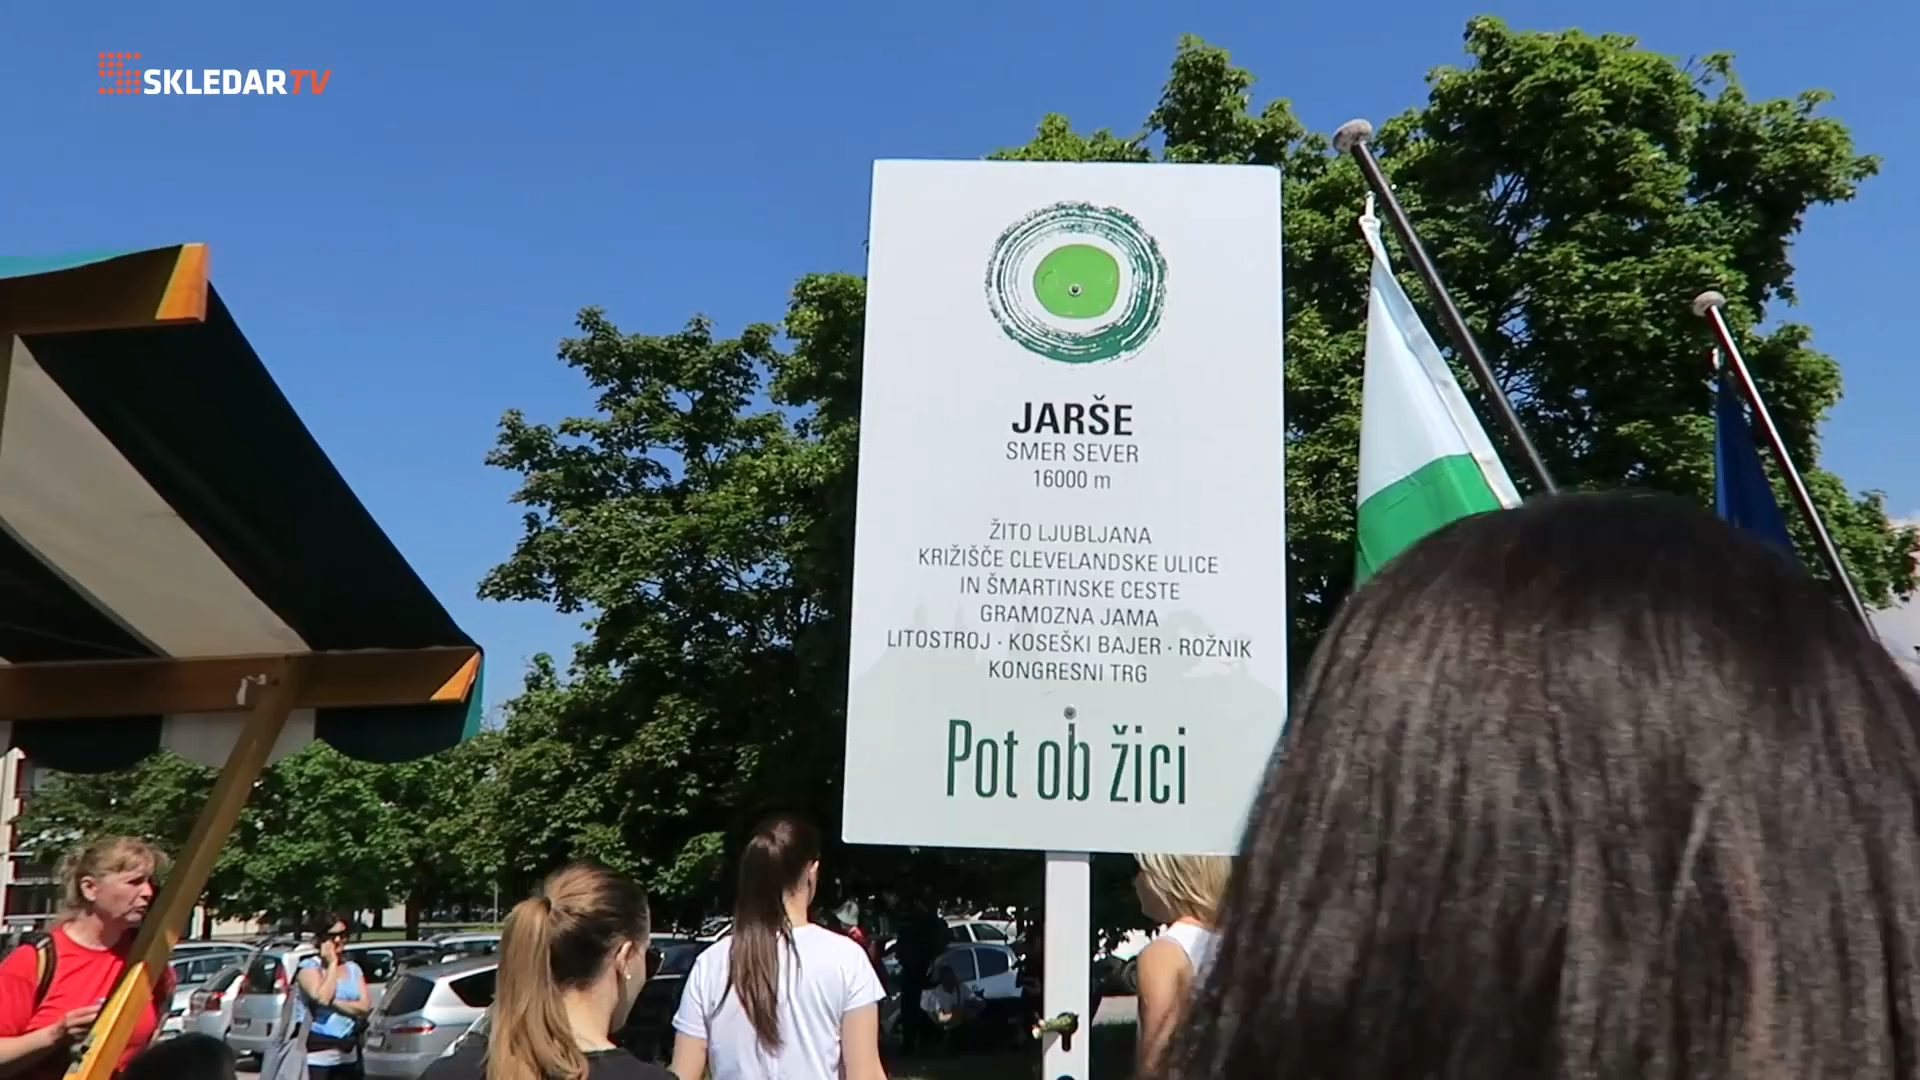 SKLEDARTV
JARŠE
SMER SEVER
16000 m
ŽITO LJUBLJANA
KRIŽIŠČE CLEVELANDSKE ULICE
IN ŠMARTINSKE CESTE
GRAMOZNA JAMA
LITOSTROJ · KOSEŠKI BAJER · ROŽNIK
KONGRESNI TRG
Pot ob žici